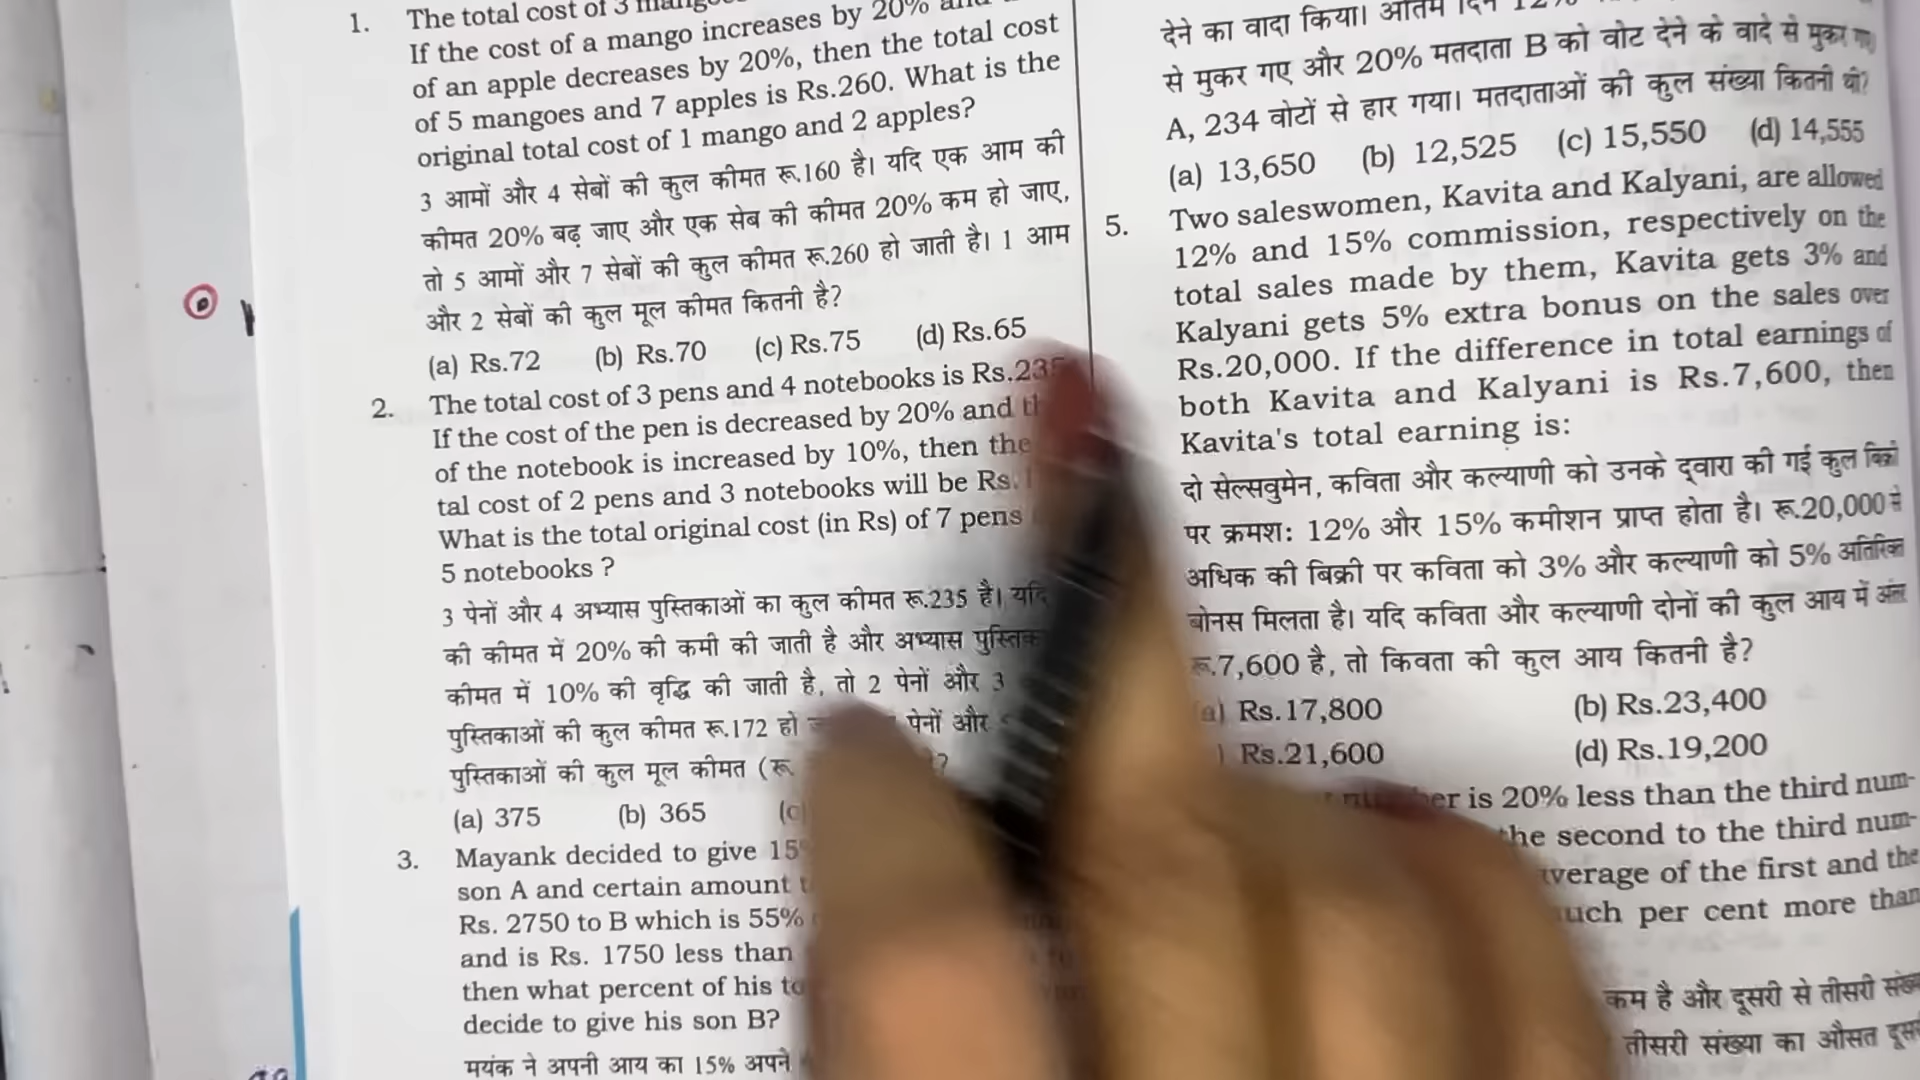 1. The total cost of 3
If the cost of a mango increases by 20%
of an apple decreases by 20%, then the total cost
of 5 mangoes and 7 apples is Rs.260. What is the
original total cost of 1 mango and 2 apples?
3 आमों और 4 सेबों की कुल कीमत रू.160 है। यदि एक आम की
कीमत 20% बढ़ जाए और एक सेब की कीमत 20% कम हो जाए,
तो 5 आमों और 7 सेबों की कुल कीमत रू.260 हो जाती है। 1 आम
और 2 सेबों की कुल मूल कीमत कितनी है?
(a) Rs.72 (b) Rs.70 (c) Rs.75 (d) Rs.65
2. The total cost of 3 pens and 4 notebooks is Rs.235
If the cost of the pen is decreased by 20% and
of the notebook is increased by 10%, then the
tal cost of 2 pens and 3 notebooks will be Rs.
What is the total original cost (in Rs) of 7 pens
5 notebooks ?
3 पेनों और 4 अभ्यास पुस्तिकाओं का कुल कीमत रू.235 है। यदि
की कीमत में 20% की कमी की जाती है और अभ्यास
कीमत में 10% की वृद्धि की जाती है, तो 2 पेनों और 3
पुस्तिकाओं की कुल कीमत रू.172 हो पेनों और
पुस्तिकाओं की कुल मूल कीमत (रू
(a) 375 (b) 365 (c)
3. Mayank decided to give 15
son A and certain amount
Rs. 2750 to B which is 55%
and is Rs. 1750 less than
then what percent of his
decide to give his son B?
मयंक ने अपनी आय का 15% अपने
देने का वादा किया। अंतिम दिन 12%
से मुकर गए और 20% मतदाता B को वोट देने के वादे से मुकर गए
A, 234 वोटों से हार गया। मतदाताओं की कुल संख्या कितनी थी?
(a) 13,650 (b) 12,525 (c) 15,550 (d) 14,555
5. Two saleswomen, Kavita and Kalyani, are allowed
12% and 15% commission, respectively on the
total sales made by them, Kavita gets 3% and
Kalyani gets 5% extra bonus on the sales over
Rs.20,000. If the difference in total earnings of
both Kavita and Kalyani is Rs.7,600, then
Kavita's total earning is:
दो सेल्सवुमेन, कविता और कल्याणी को उनके द्वारा की गई कुल बिक्री
पर क्रमश: 12% और 15% कमीशन प्राप्त होता है। रू.20,000 से
अधिक की बिक्री पर कविता को 3% और कल्याणी को 5% अतिरिक्त
बोनस मिलता है। यदि कविता और कल्याणी दोनों की कुल आय में अंतर
रू.7,600 है, तो किवता की कुल आय कितनी है?
(a) Rs.17,800 (b) Rs.23,400
Rs.21,600 (d) Rs.19,200
is 20% less than the third num-
the second to the third num-
average of the first and the
much per cent more than
कम है और दूसरी से तीसरी
तीसरी संख्या का औसत